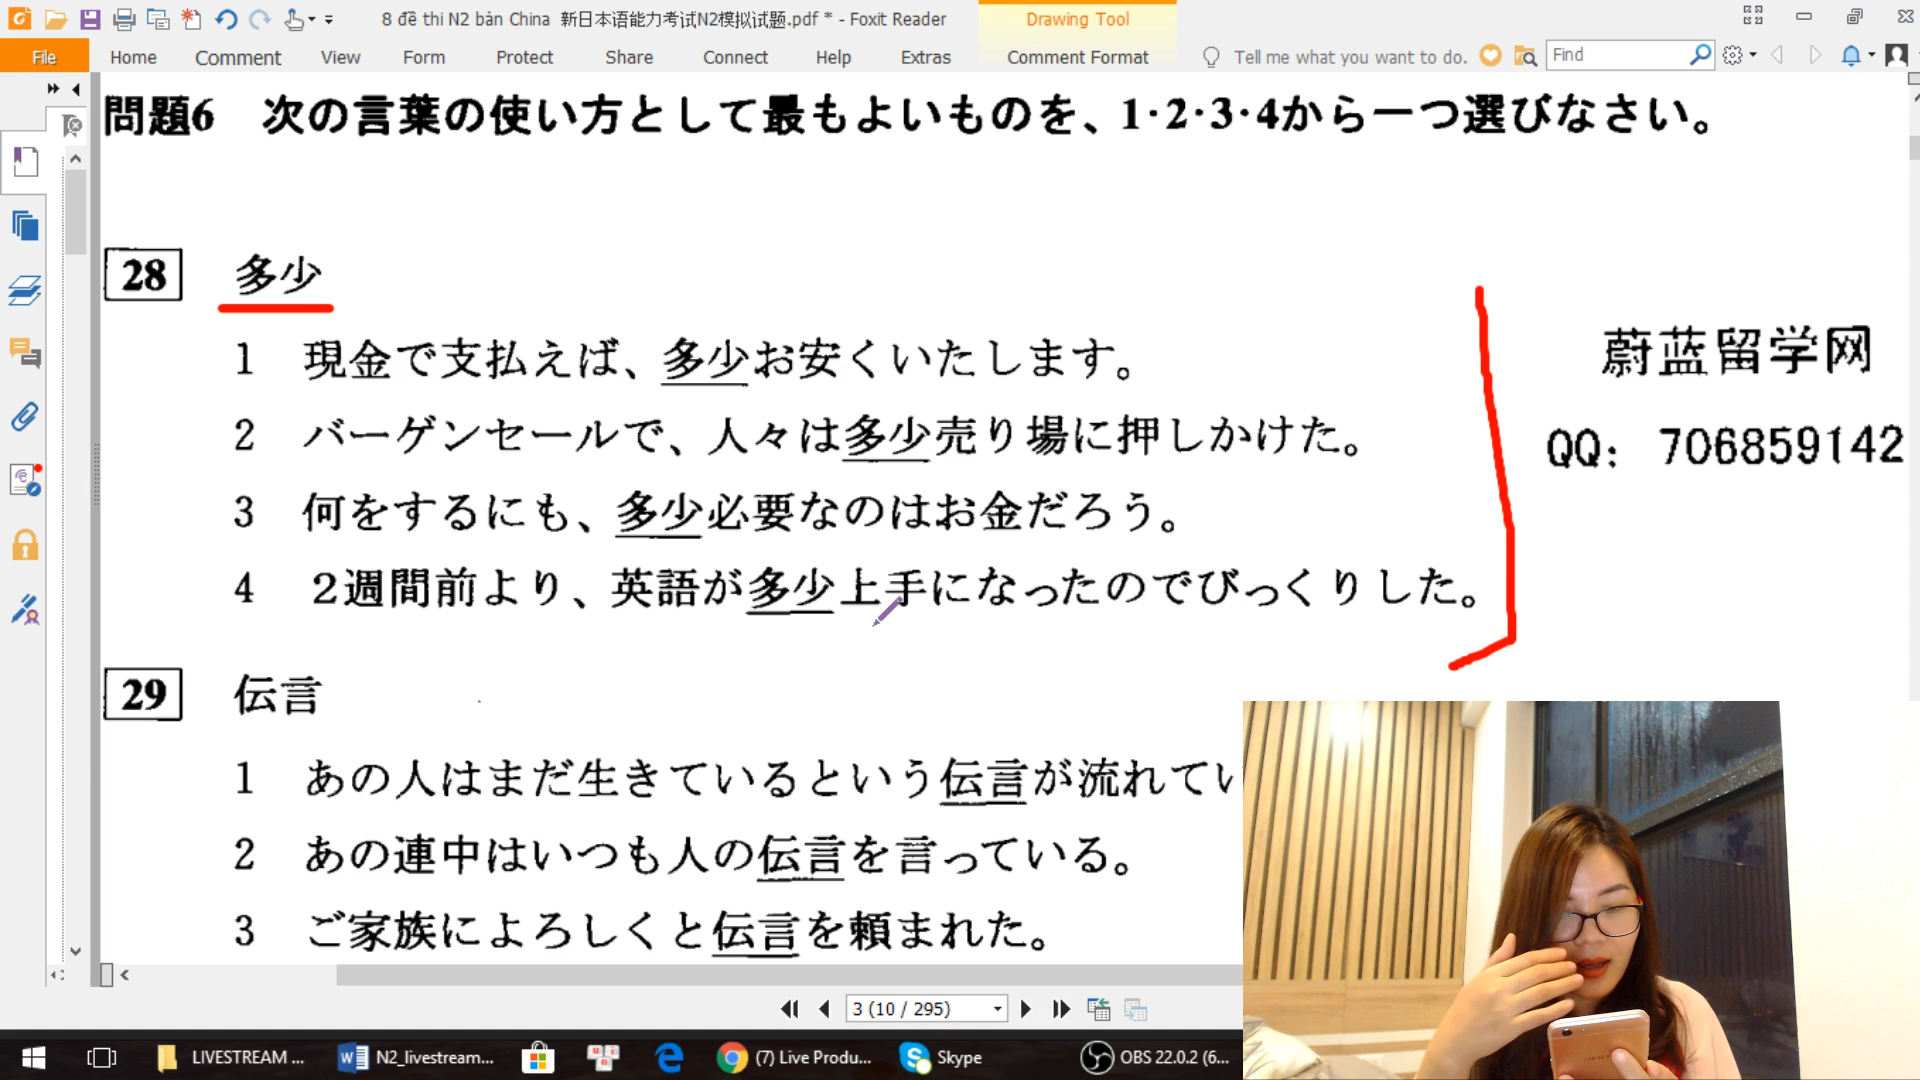 8 đề thi N2 bản China 新日本语能力考试N2模拟试题.pdf * - Foxit Reader
Drawing Tool
File Home Comment View Form Protect Share Connect Help Extras Comment Format Tell me what you want to do. Find
問題6 次の言葉の使い方として最もよいものを、1・2・3・4から一つ選びなさい。
28 多少
1 現金で支払えば、多少お安くいたします。
2 バーゲンセールで、人々は多少売り場に押しかけた。
3 何をするにも、多少必要なのはお金だろう。
4 2週間前より、英語が多少上手になったのでびっくりした。
蔚蓝留学网
QQ: 706859142
29 伝言
1 あの人はまだ生きているという伝言が流れてい
2 あの連中はいつも人の伝言を言っている。
3 ご家族によろしくと伝言を頼まれた。
3 (10 / 295)
LIVESTREAM ... N2_livestream... (7) Live Produ... Skype OBS 22.0.2 (6...